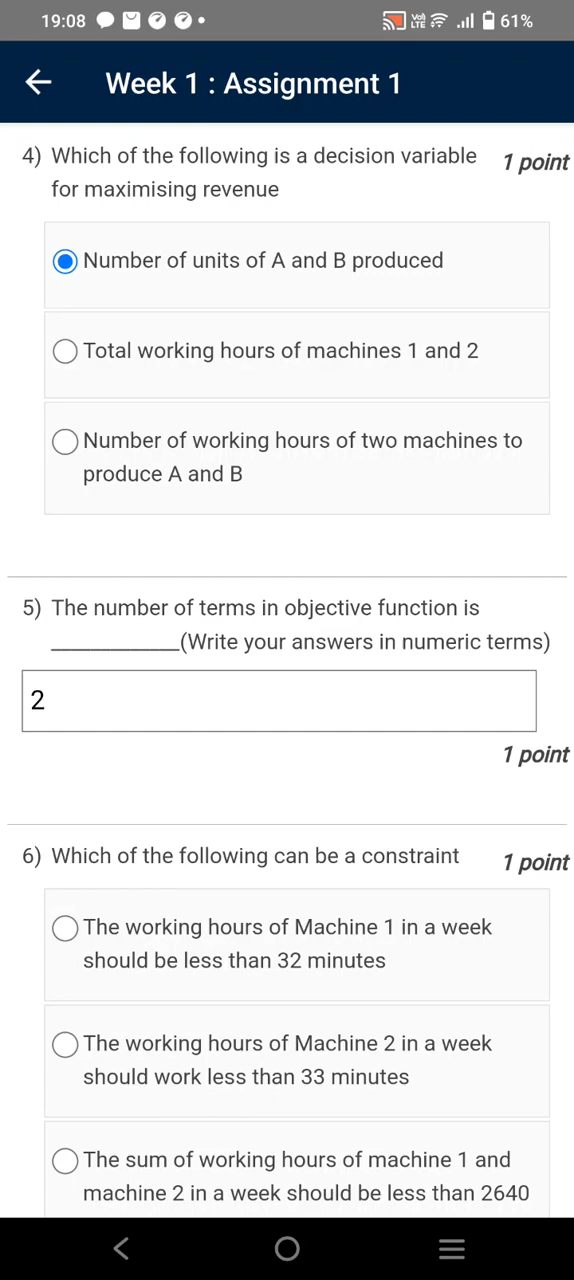 19:08
Vo)
LTE
61%
Week 1 : Assignment 1
4) Which of the following is a decision variable
for maximising revenue
1 point
Number of units of A and B produced
Total working hours of machines 1 and 2
Number of working hours of two machines to
produce A and B
5) The number of terms in objective function is
____________(Write your answers in numeric terms)
2
1 point
6) Which of the following can be a constraint
1 point
The working hours of Machine 1 in a week
should be less than 32 minutes
The working hours of Machine 2 in a week
should work less than 33 minutes
The sum of working hours of machine 1 and
machine 2 in a week should be less than 2640